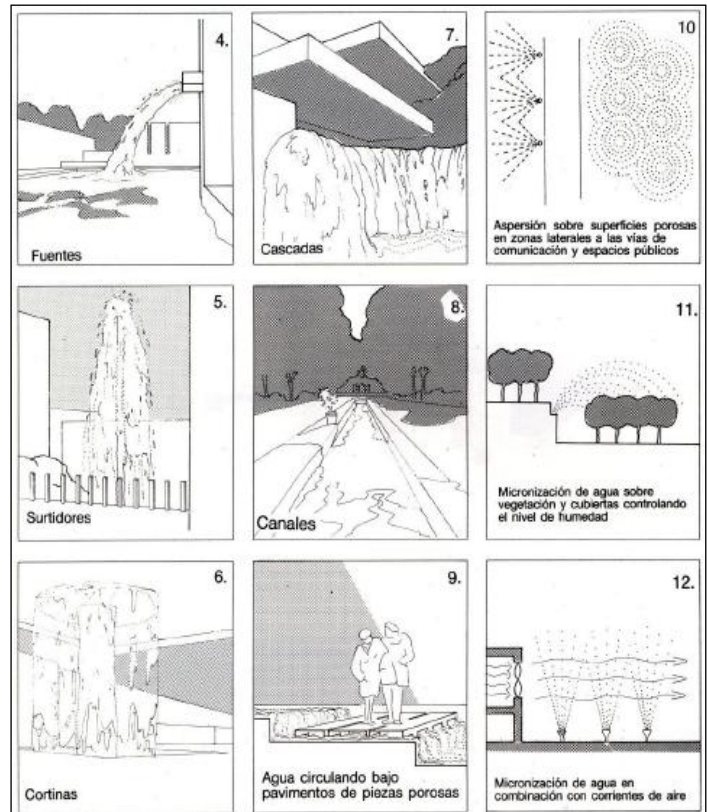 4.
Fuentes
7.
Cascadas
10
Aspersión sobre superficies porosas
en zonas laterales a las vías de
comunicación y espacios públicos
5.
Surtidores
8.
Canales
11.
Micronización de agua sobre
vegetación y cubiertas controlando
el nivel de humedad
6.
Cortinas
9.
Agua circulando bajo
pavimentos de piezas porosas
12.
Micronización de agua en
combinación con corrientes de aire